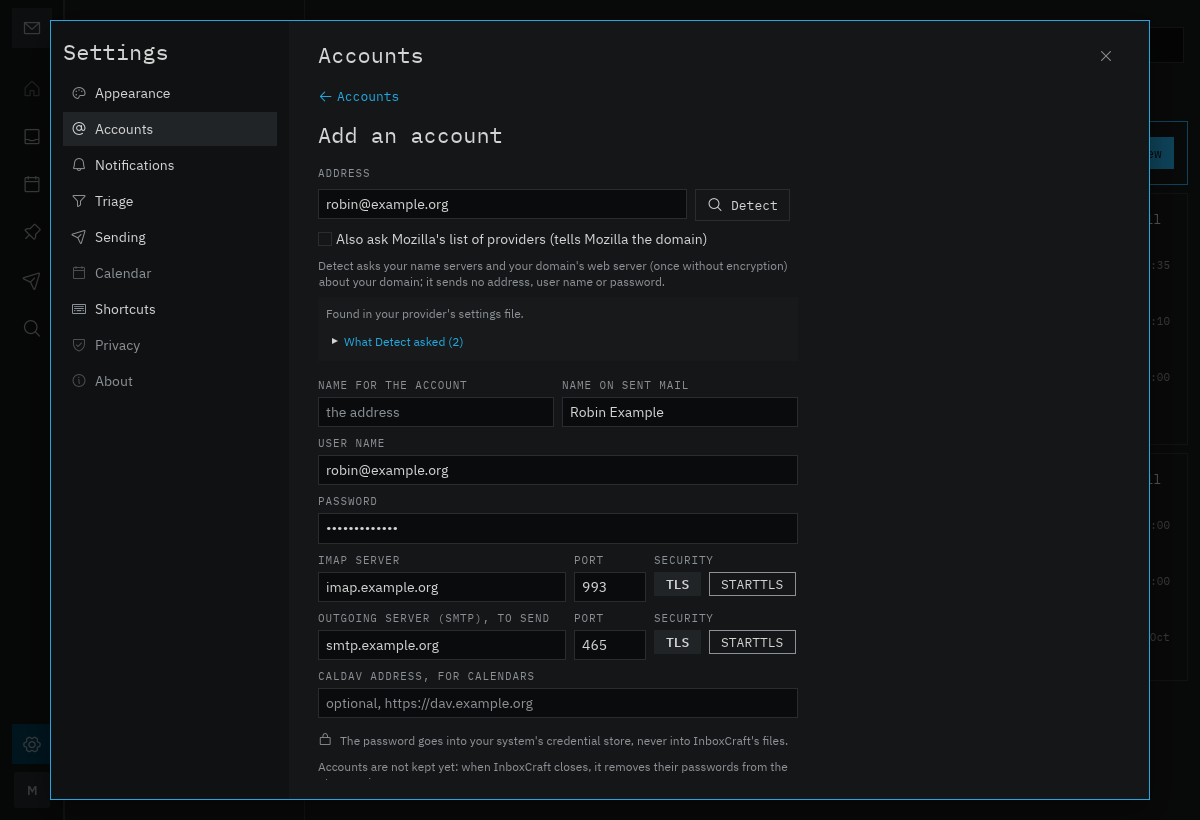 Settings
Appearance
Accounts
Notifications
Triage
Sending
Calendar
Shortcuts
Privacy
About
M
Accounts
← Accounts
Add an account
ADDRESS
robin@example.org
Detect
Also ask Mozilla's list of providers (tells Mozilla the domain)
Detect asks your name servers and your domain's web server (once without encryption)
about your domain; it sends no address, user name or password.
Found in your provider's settings file.
What Detect asked (2)
NAME FOR THE ACCOUNT NAME ON SENT MAIL
the address Robin Example
USER NAME
robin@example.org
PASSWORD
•••••••••••••
IMAP SERVER PORT SECURITY
imap.example.org 993 TLS STARTTLS
OUTGOING SERVER (SMTP), TO SEND PORT SECURITY
smtp.example.org 465 TLS STARTTLS
CALDAV ADDRESS, FOR CALENDARS
optional, https://dav.example.org
The password goes into your system's credential store, never into InboxCraft's files.
Accounts are not kept yet: when InboxCraft closes, it removes their passwords from the
:35
:10
:00
:00
:00
Oct